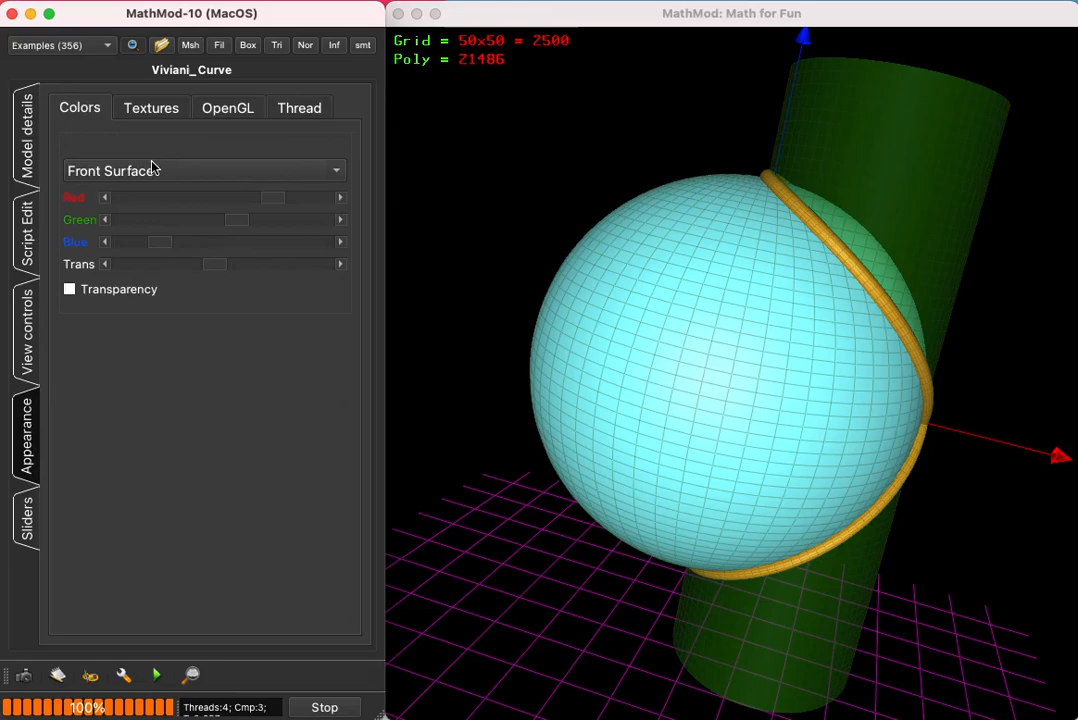 MathMod-10 (MacOS)
MathMod: Math for Fun
Examples (356)
Msh
Fil
Box
Tri
Nor
Inf
smt
Viviani_Curve
Model details
Script Edit
View controls
Appearance
Sliders
Colors
Textures
OpenGL
Thread
Front Surface
Red
Green
Blue
Trans
Transparency
100%
Threads:4; Cmp:3;
Stop
Grid = 50x50 = 2500
Poly = 21486